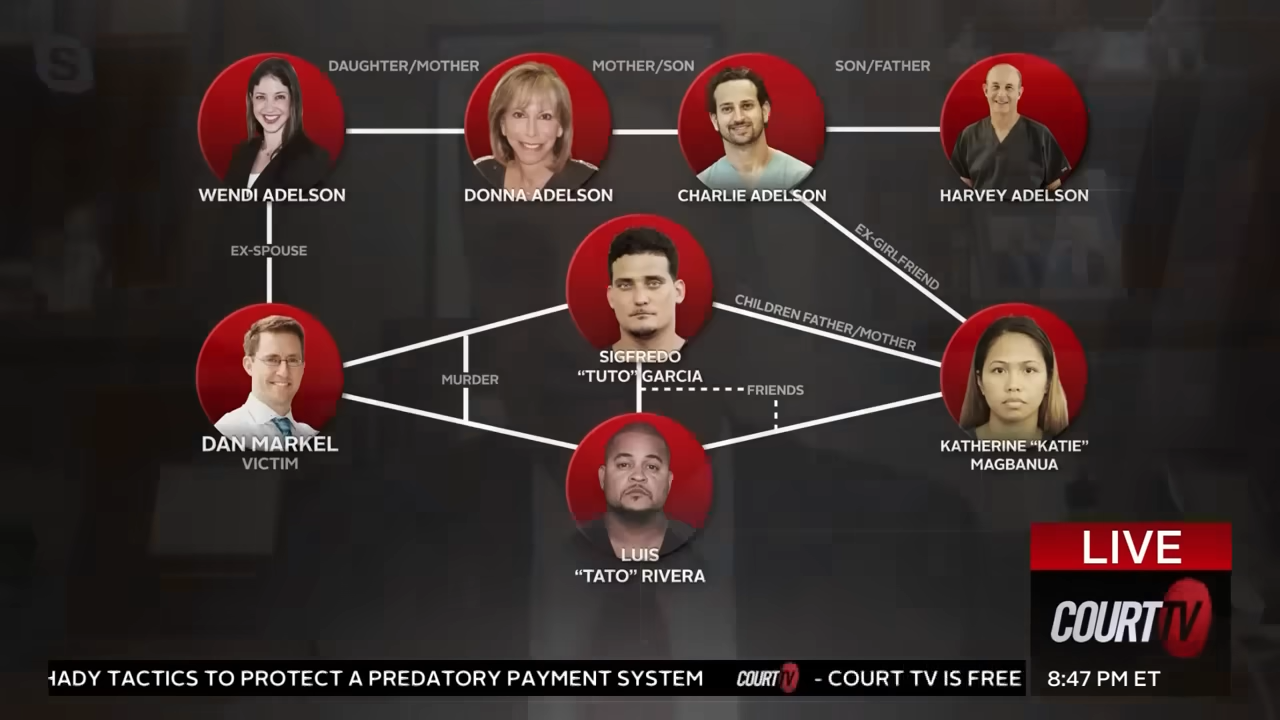 DAUGHTER/MOTHER
MOTHER/SON
SON/FATHER
WENDI ADELSON
DONNA ADELSON
CHARLIE ADELSON
HARVEY ADELSON
EX-SPOUSE
EX-GIRLFRIEND
CHILDREN FATHER/MOTHER
SIGFREDO
“TUTO” GARCIA
MURDER
FRIENDS
DAN MARKEL
VICTIM
KATHERINE “KATIE”
MAGBANUA
LUIS
“TATO” RIVERA
LIVE
COURT TV
8:47 PM ET
TACTICS TO PROTECT A PREDATORY PAYMENT SYSTEM COURT TV - COURT TV IS FREE